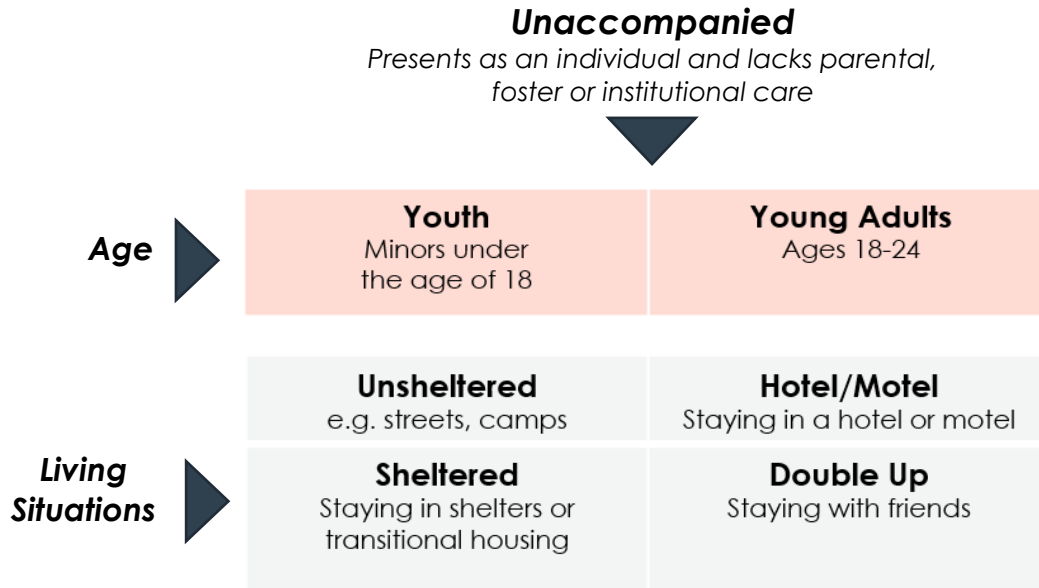 Unaccompanied
Presents as an individual and lacks parental,
foster or institutional care
Age
Youth
Minors under
the age of 18
Young Adults
Ages 18-24
Living
Situations
Unsheltered
e.g. streets, camps
Hotel/Motel
Staying in a hotel or motel
Sheltered
Staying in shelters or
transitional housing
Double Up
Staying with friends